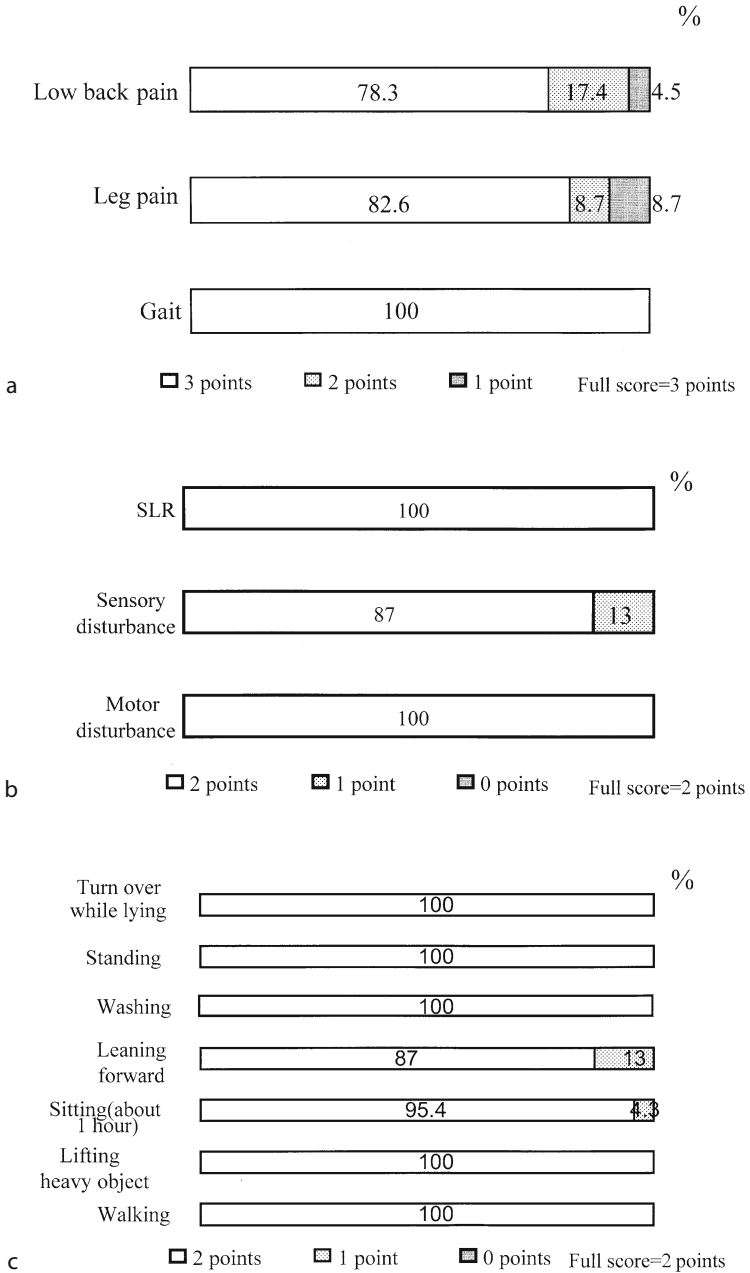 %
Low back pain 78.3 17.4 4.5
Leg pain 82.6 8.7 8.7
Gait 100
a 3 points 2 points 1 point Full score=3 points
%
SLR 100
Sensory
disturbance 87 13
Motor
disturbance 100
b 2 points 1 point 0 points Full score=2 points
%
Turn over
while lying 100
Standing 100
Washing 100
Leaning
forward 87 13
Sitting(about
1 hour) 95.4 4.3
Lifting
heavy object 100
Walking 100
c 2 points 1 point 0 points Full score=2 points